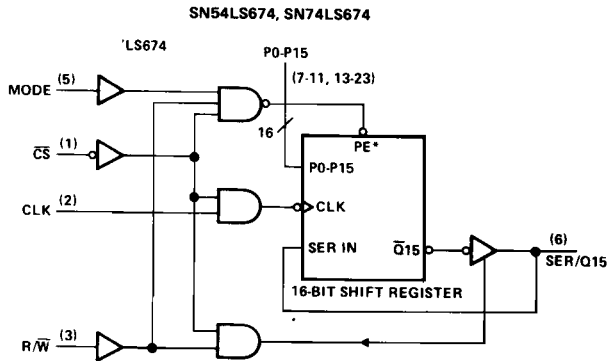 SN54LS674, SN74LS674
'LS674
P0-P15
(7-11, 13-23)
MODE (5)
16
PE*
CS (1)
P0-P15
CLK (2)
CLK
SER IN
Q15
(6)
SER/Q15
16-BIT SHIFT REGISTER
R/W (3)